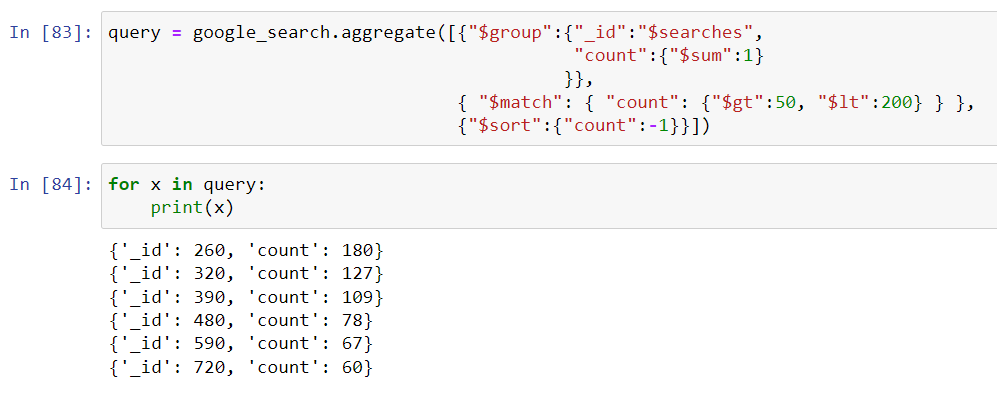 In [83]: query = google_search.aggregate([{"$group":{"_id":"$searches",
"count":{"$sum":1}
}},
{ "$match": { "count": {"$gt":50, "$lt":200} } },
{"$sort":{"count":-1}}])
In [84]: for x in query:
print(x)
{'_id': 260, 'count': 180}
{'_id': 320, 'count': 127}
{'_id': 390, 'count': 109}
{'_id': 480, 'count': 78}
{'_id': 590, 'count': 67}
{'_id': 720, 'count': 60}